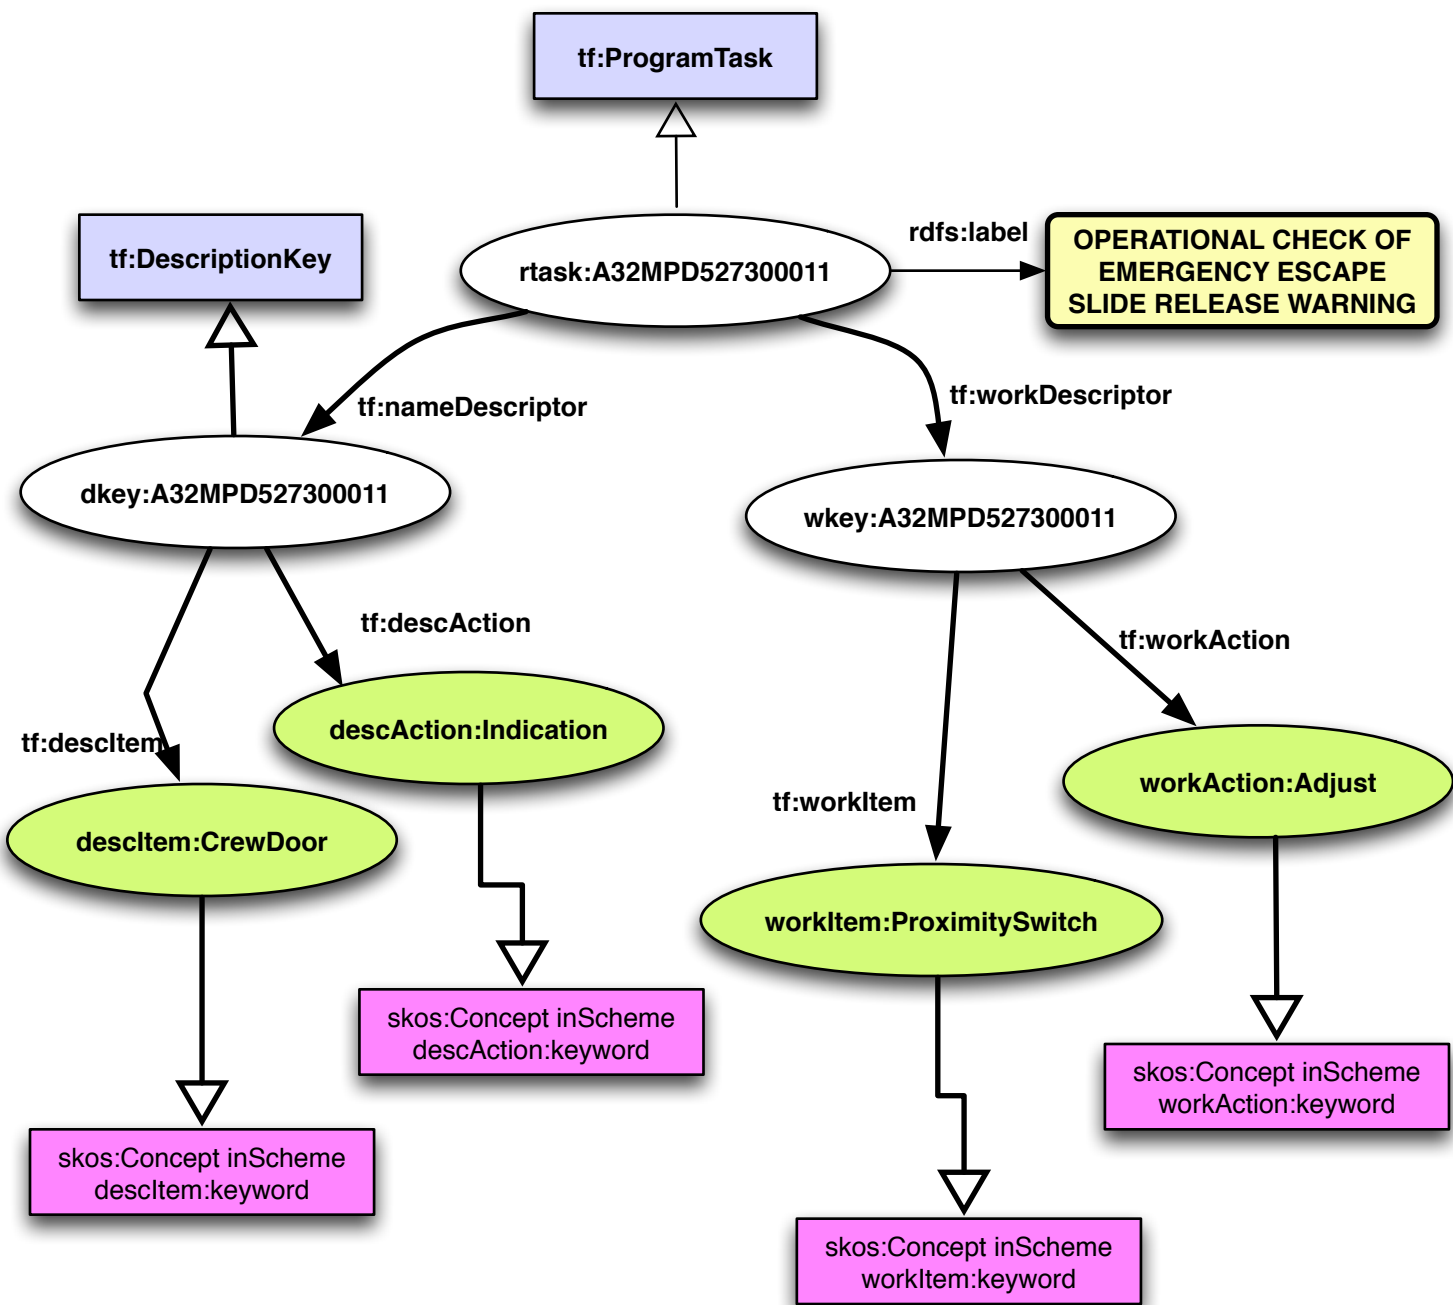 tf:ProgramTask
tf:DescriptionKey
rtask:A32MPD527300011
rdfs:label
OPERATIONAL CHECK OF
EMERGENCY ESCAPE
SLIDE RELEASE WARNING
tf:nameDescriptor
tf:workDescriptor
dkey:A32MPD527300011
wkey:A32MPD527300011
tf:descAction
tf:workAction
descAction:Indication
tf:descItem
workAction:Adjust
tf:workItem
descItem:CrewDoor
workItem:ProximitySwitch
skos:Concept inScheme
descAction:keyword
skos:Concept inScheme
workAction:keyword
skos:Concept inScheme
descItem:keyword
skos:Concept inScheme
workItem:keyword